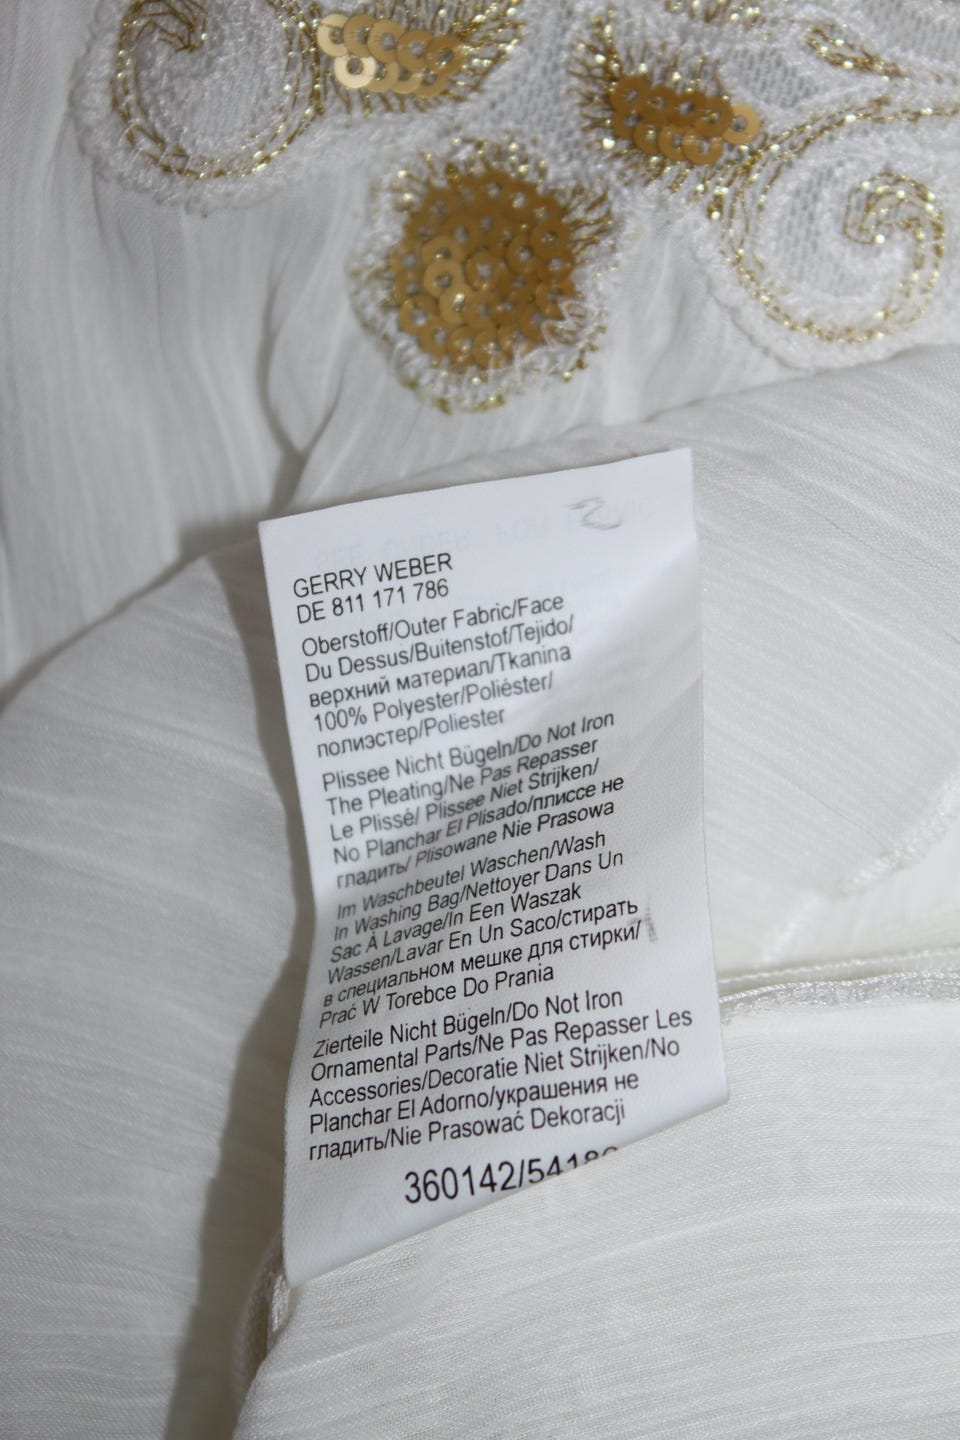 GERRY WEBER
DE 811 171 786
Oberstoff/Outer Fabric/Face
Du Dessus/Buitenstof/Tejido/
верхний материал/Tkanina
100% Polyester/Poliéster/
полиэстер/Poliester
Plissee Nicht Bügeln/Do Not Iron
The Pleating/Ne Pas Repasser
Le Plissé/ Plissee Niet Strijken/
No Planchar El Plisado/плиссе не
гладить/ Plisowane Nie Prasowa
Im Waschbeutel Waschen/Wash
In Washing Bag/Nettoyer Dans Un
Sac À Lavage/In Een Waszak
Wassen/Lavar En Un Saco/стирать
в специальном мешке для стирки/
Prać W Torebce Do Prania
Zierteile Nicht Bügeln/Do Not Iron
Ornamental Parts/Ne Pas Repasser Les
Accessories/Decoratie Niet Strijken/No
Planchar El Adorno/украшения не
гладить/Nie Prasować Dekoracji